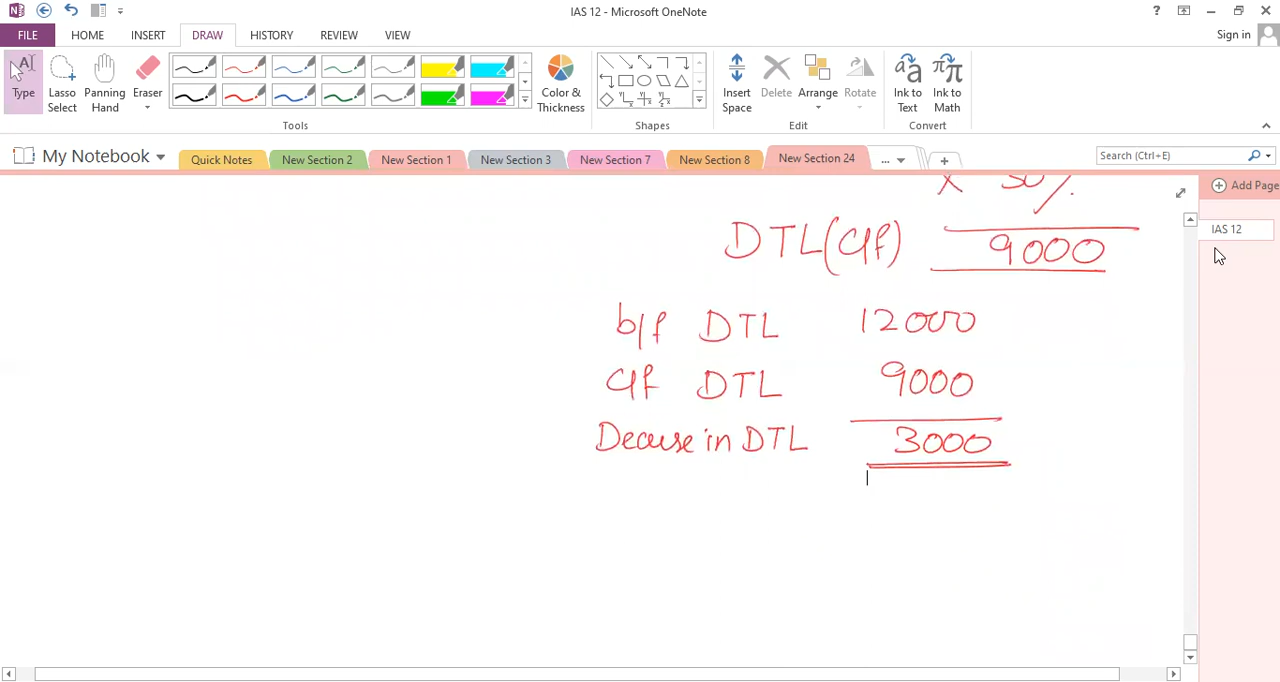 IAS 12 - Microsoft OneNote
?
FILE HOME INSERT DRAW HISTORY REVIEW VIEW
Sign in
Type
Lasso Select
Panning Hand
Eraser
Color & Thickness
Insert Space
Delete
Arrange
Rotate
Ink to Text
Ink to Math
Tools
Shapes
Edit
Convert
My Notebook
Quick Notes
New Section 2
New Section 1
New Section 3
New Section 7
New Section 8
New Section 24
...
Search (Ctrl+E)
Add Page
IAS 12
x 30%
DTL (c/f) 9000
b/f DTL 12000
c/f DTL 9000
Decuse in DTL 3000